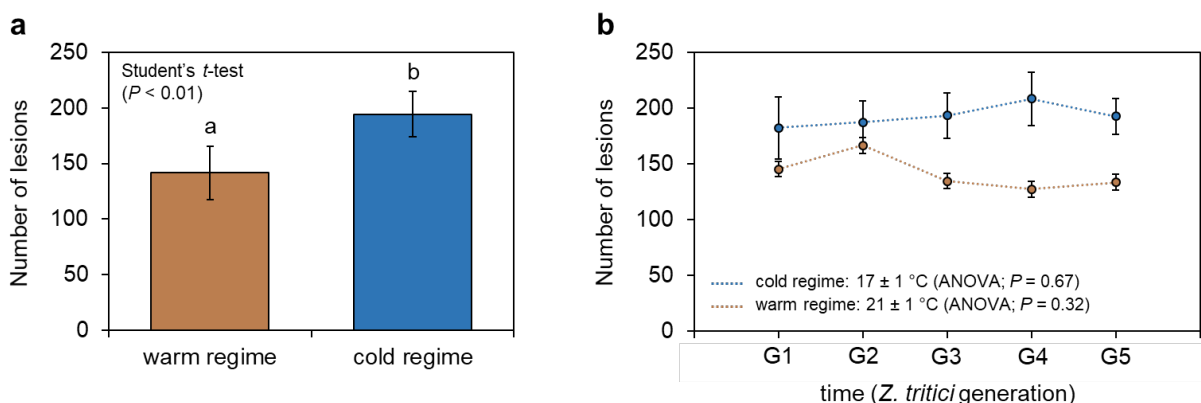 a
250
200
150
100
50
0
Number of lesions
Student's t-test
(P < 0.01)
a
b
warm regime
cold regime
b
250
200
150
100
50
0
Number of lesions
cold regime: 17 ± 1 °C (ANOVA; P = 0.67)
warm regime: 21 ± 1 °C (ANOVA; P = 0.32)
G1
G2
G3
G4
G5
time (Z. tritici generation)